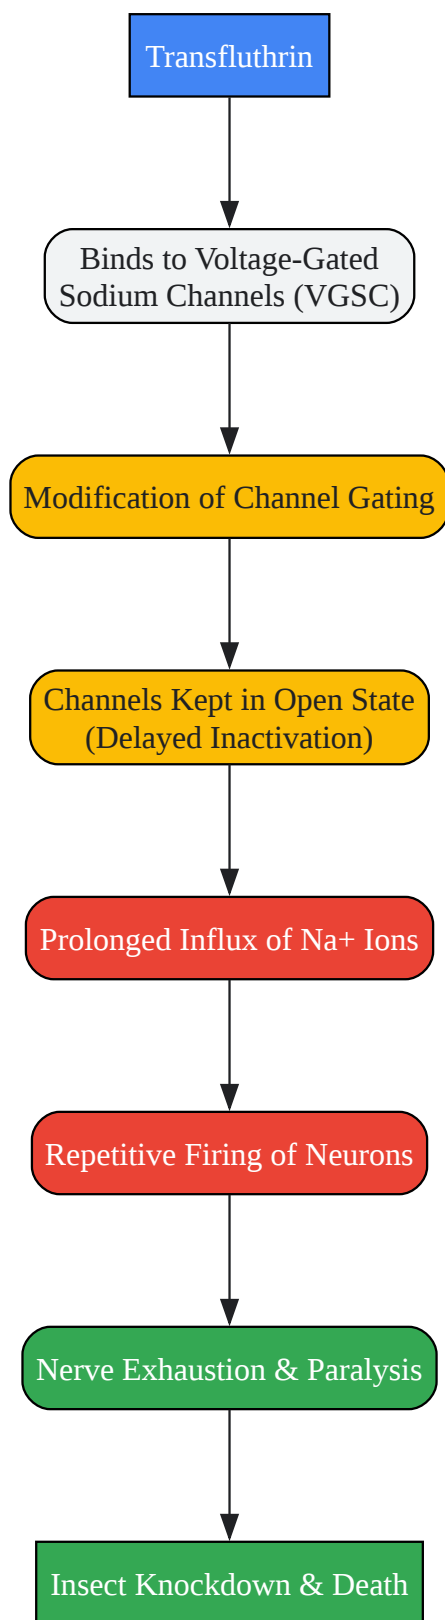 Transfluthrin
Binds to Voltage-Gated
Sodium Channels (VGSC)
Modification of Channel Gating
Channels Kept in Open State
(Delayed Inactivation)
Prolonged Influx of Na+ Ions
Repetitive Firing of Neurons
Nerve Exhaustion & Paralysis
Insect Knockdown & Death